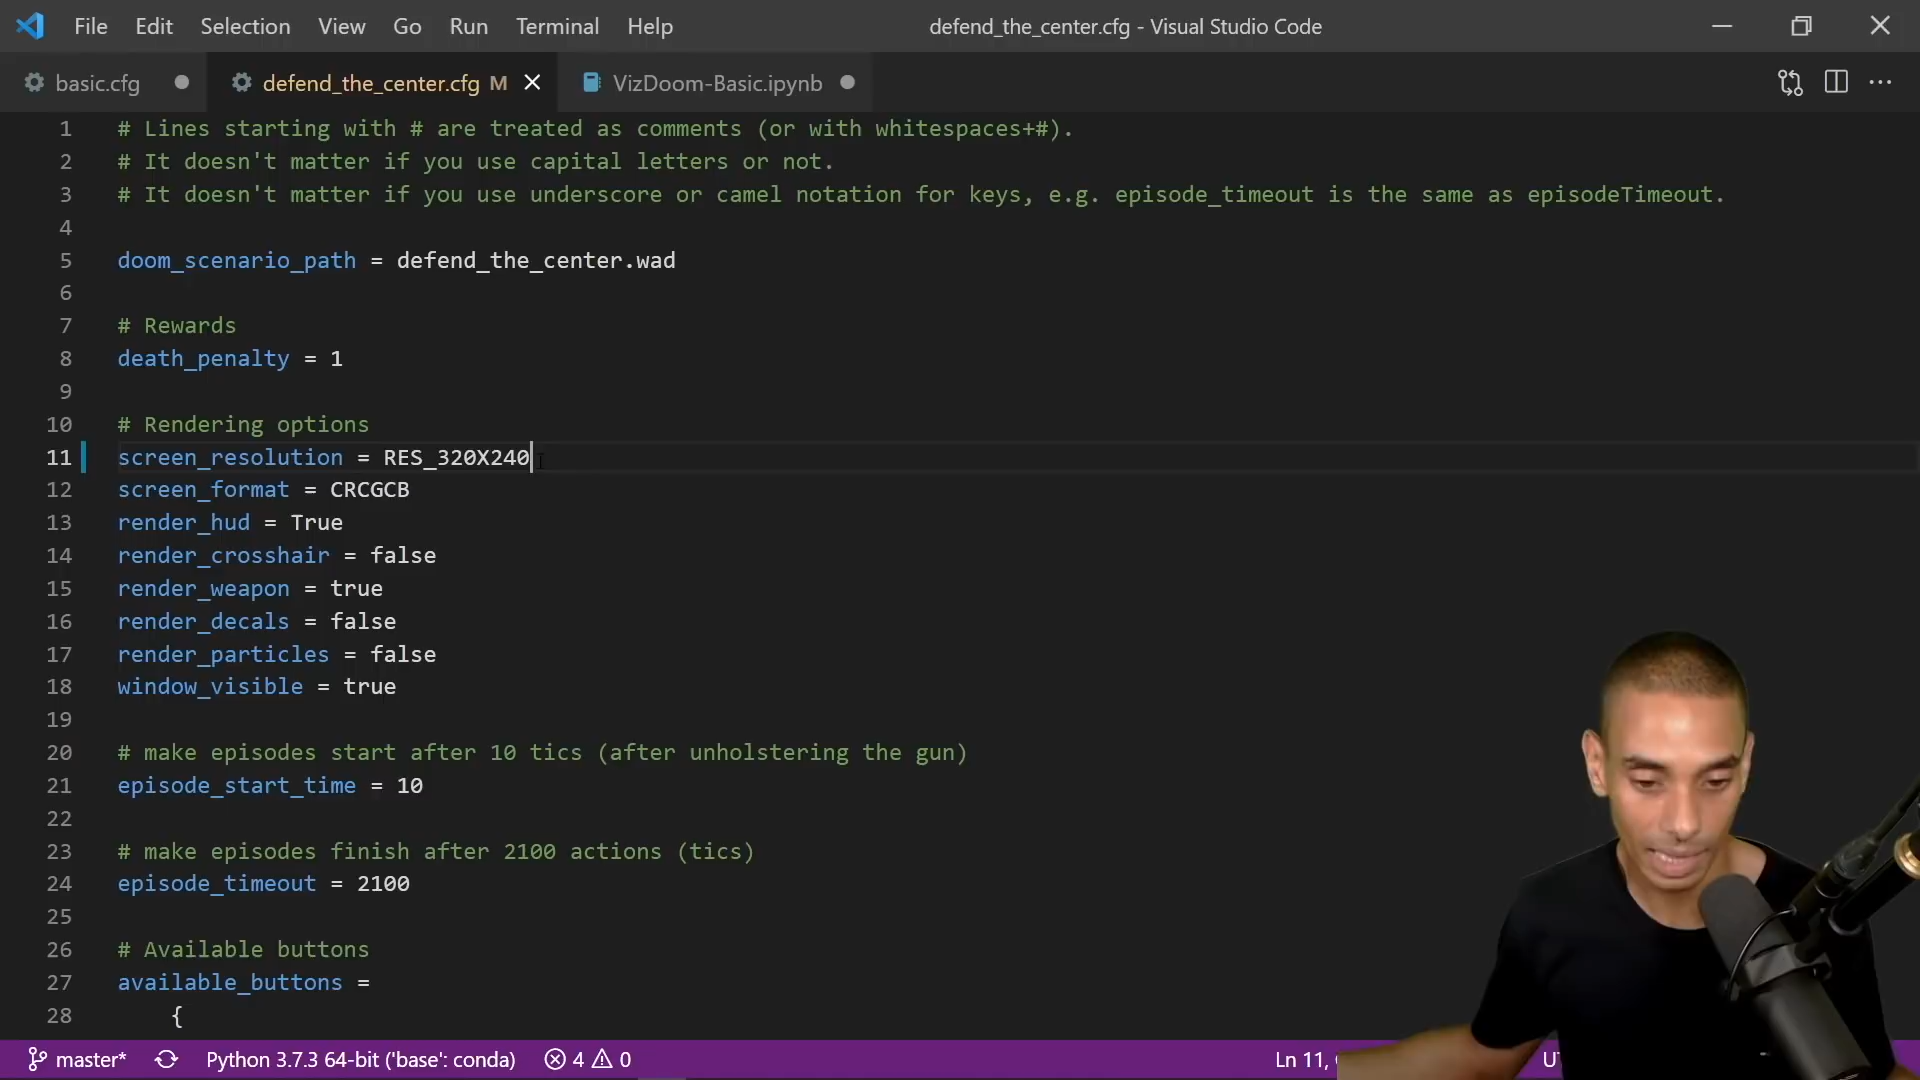 File Edit Selection View Go Run Terminal Help defend_the_center.cfg - Visual Studio Code
basic.cfg defend_the_center.cfg M VizDoom-Basic.ipynb
1 # Lines starting with # are treated as comments (or with whitespaces+#).
2 # It doesn't matter if you use capital letters or not.
3 # It doesn't matter if you use underscore or camel notation for keys, e.g. episode_timeout is the same as episodeTimeout.
4
5 doom_scenario_path = defend_the_center.wad
6
7 # Rewards
8 death_penalty = 1
9
10 # Rendering options
11 screen_resolution = RES_320X240
12 screen_format = CRCGCB
13 render_hud = True
14 render_crosshair = false
15 render_weapon = true
16 render_decals = false
17 render_particles = false
18 window_visible = true
19
20 # make episodes start after 10 tics (after unholstering the gun)
21 episode_start_time = 10
22
23 # make episodes finish after 2100 actions (tics)
24 episode_timeout = 2100
25
26 # Available buttons
27 available_buttons =
28 {
master* Python 3.7.3 64-bit ('base': conda) 4 0 Ln 11,